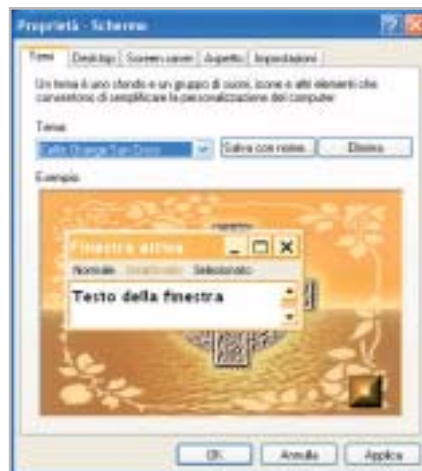 Proprietà - Schermo
Temi Desktop Screen saver Aspetto Impostazioni
Un tema è uno sfondo e un gruppo di suoni, icone e altri elementi che
consentono di semplificare la personalizzazione del computer
Tema:
Salva con nome... Elimina
Esempio:
Finestra attiva
Normale Disattivato Selezionato
Testo della finestra
OK Annulla Applica